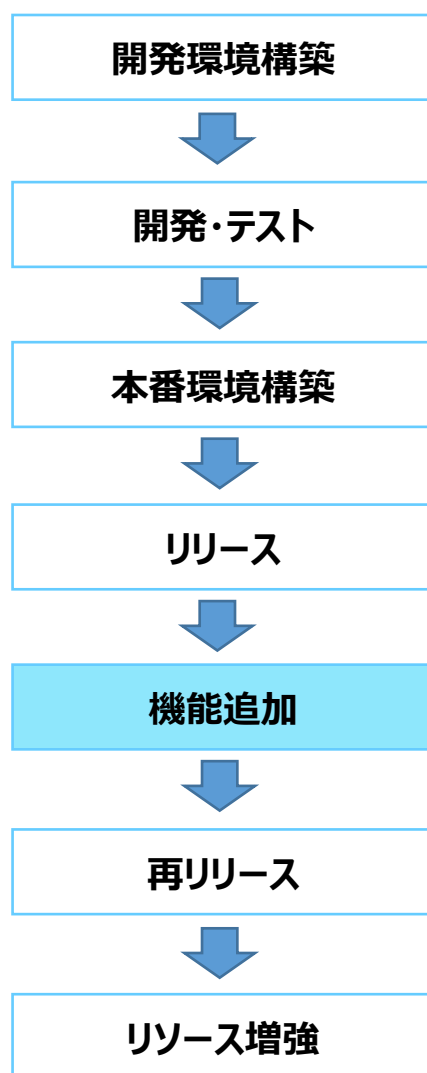 開発環境構築
開発・テスト
本番環境構築
リリース
機能追加
再リリース
リソース増強